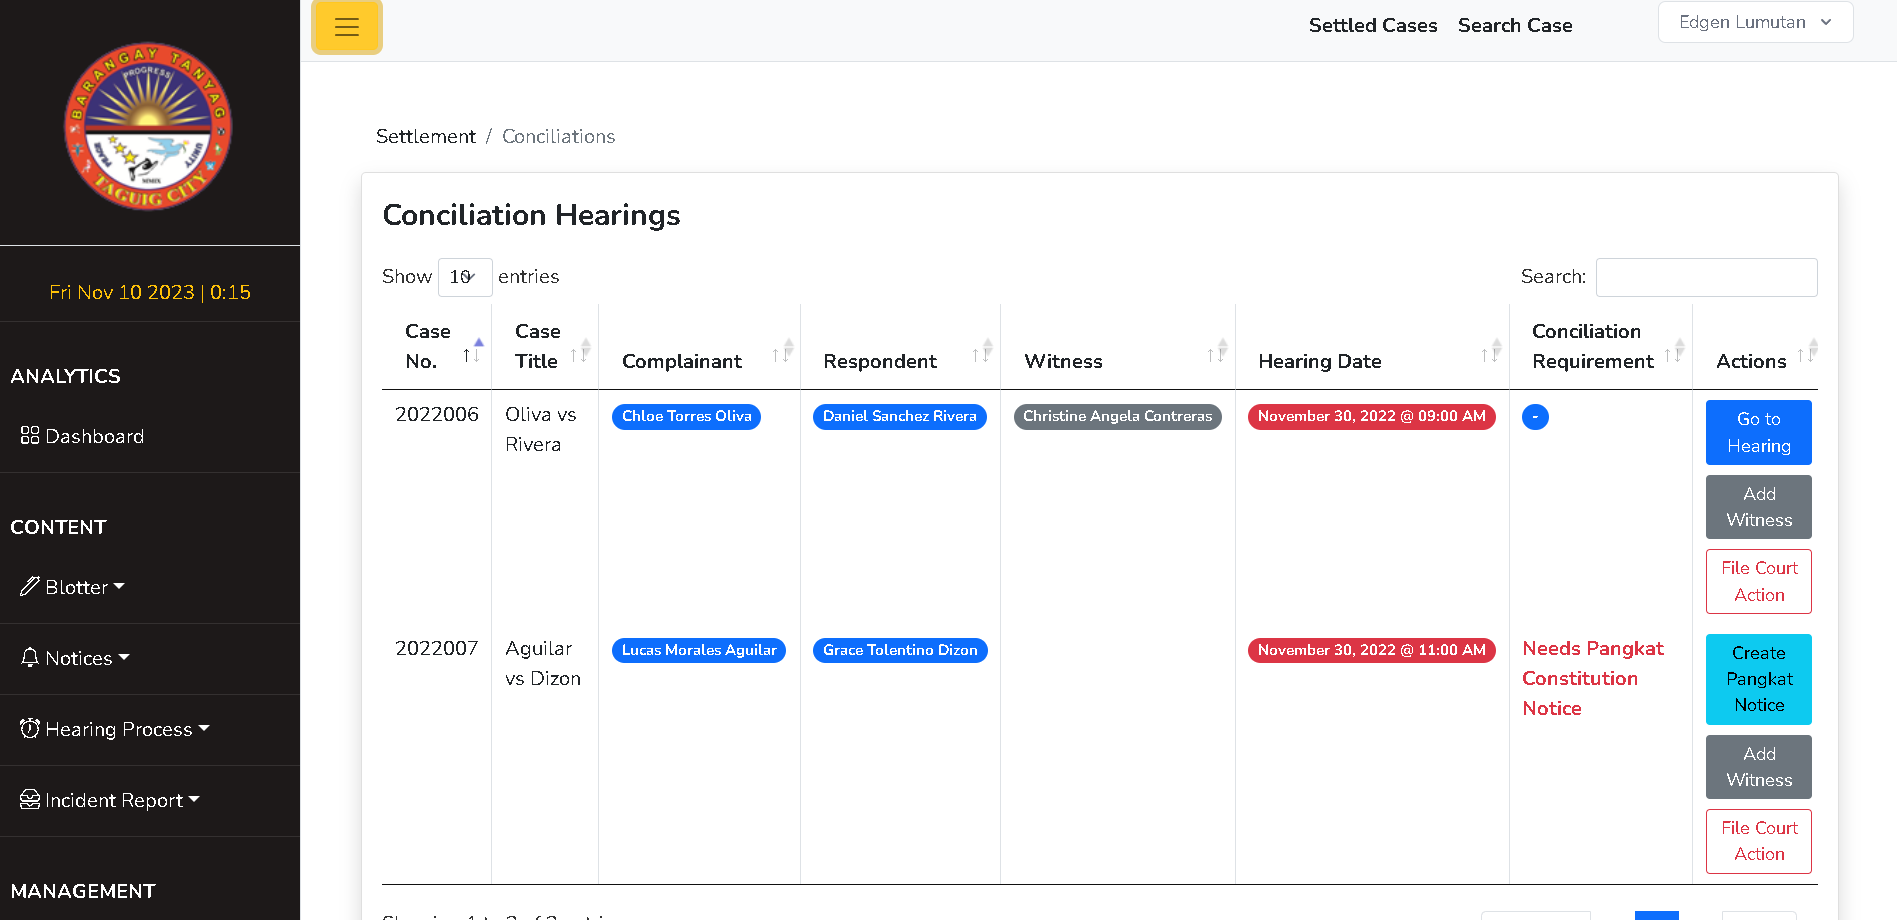 BARANGAY TANYAG
PROGRESS
PEACE
UNITY
MMIX
TAGUIG CITY
Fri Nov 10 2023 | 0:15
ANALYTICS
Dashboard
CONTENT
Blotter
Notices
Hearing Process
Incident Report
MANAGEMENT
Settled Cases Search Case Edgen Lumutan
Settlement / Conciliations
Conciliation Hearings
Show 10 entries Search:
Case No. Case Title Complainant Respondent Witness Hearing Date Conciliation Requirement Actions
2022006 Oliva vs Rivera Chloe Torres Oliva Daniel Sanchez Rivera Christine Angela Contreras November 30, 2022 @ 09:00 AM -
Go to Hearing
Add Witness
File Court Action
2022007 Aguilar vs Dizon Lucas Morales Aguilar Grace Tolentino Dizon November 30, 2022 @ 11:00 AM Needs Pangkat Constitution Notice
Create Pangkat Notice
Add Witness
File Court Action